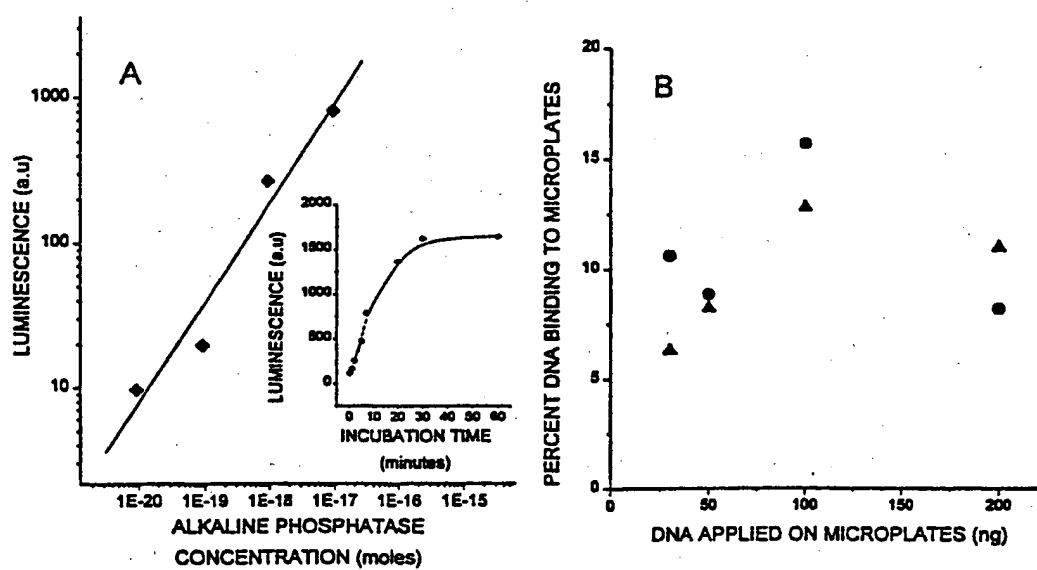 A
LUMINESCENCE (a.u)
1000
100
10
1E-20 1E-19 1E-18 1E-17 1E-16 1E-15
ALKALINE PHOSPHATASE
CONCENTRATION (moles)
LUMINESCENCE (a.u)
2000
1500
1000
500
0
0 10 20 30 40 50 60
INCUBATION TIME
(minutes)
B
PERCENT DNA BINDING TO MICROPLATES
20
15
10
5
0
0 50 100 150 200
DNA APPLIED ON MICROPLATES (ng)